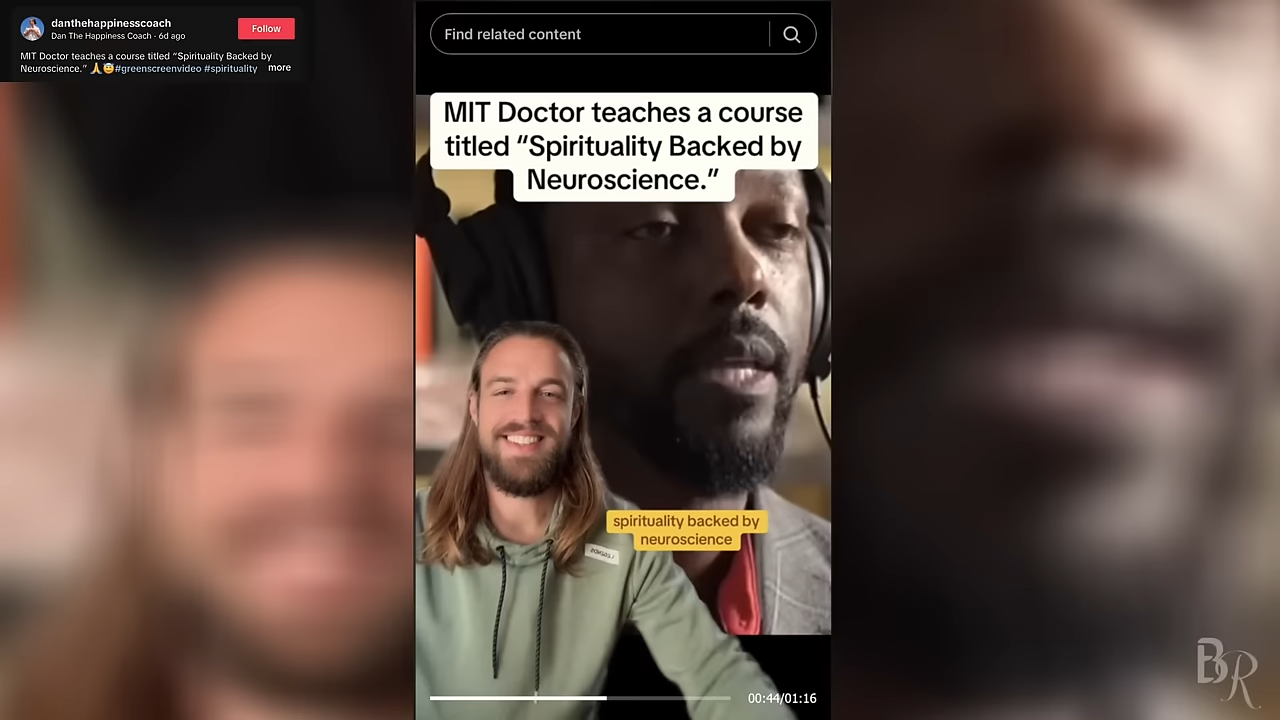 danthehappinesscoach
Dan The Happiness Coach · 6d ago
Follow
MIT Doctor teaches a course titled “Spirituality Backed by
Neuroscience.” 🙏😇#greenscreenvideo #spirituality more
Find related content
MIT Doctor teaches a course
titled “Spirituality Backed by
Neuroscience.”
spirituality backed by
neuroscience
00:44/01:16
BR